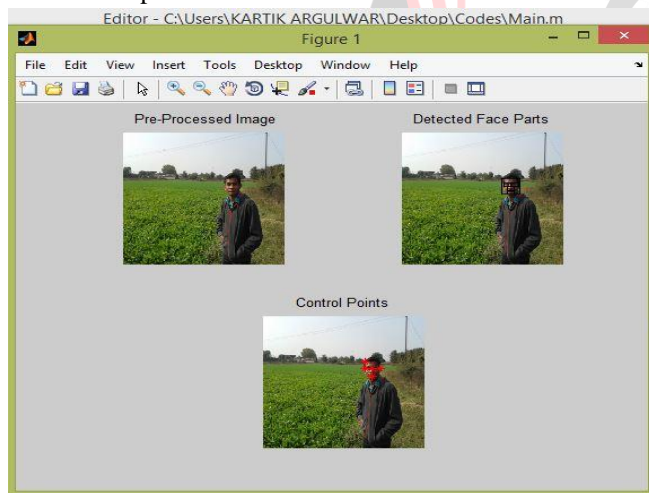 Editor - C:\Users\KARTIK ARGULWAR\Desktop\Codes\Main.m
Figure 1
File Edit View Insert Tools Desktop Window Help
Pre-Processed Image
Detected Face Parts
Control Points